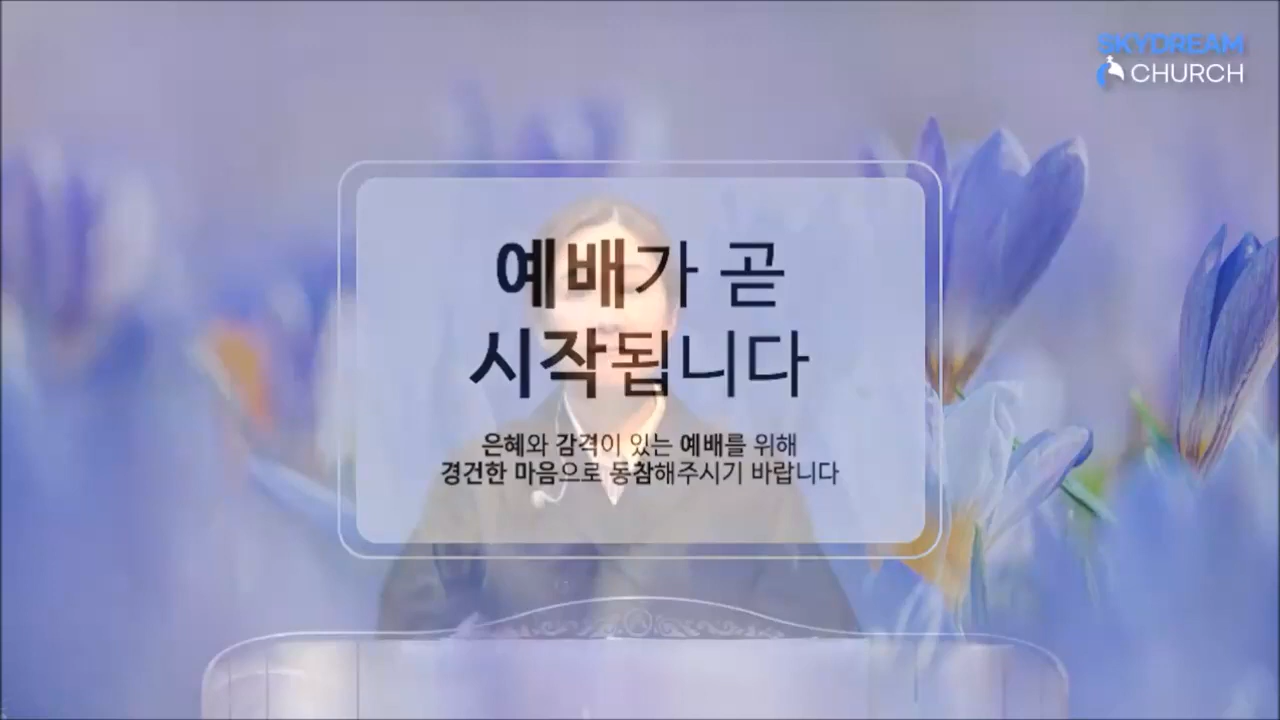 SKYDREAM
CHURCH
예배가 곧
시작됩니다
은혜와 감격이 있는 예배를 위해
경건한 마음으로 동참해주시기 바랍니다